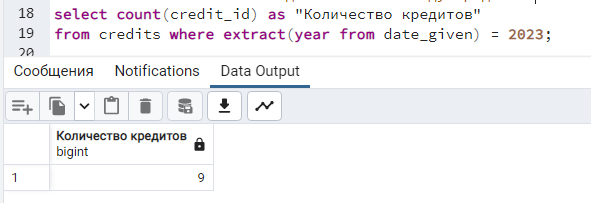 18 select count(credit_id) as "Количество кредитов"
19 from credits where extract(year from date_given) = 2023;
20
Сообщения Notifications Data Output
Количество кредитов
bigint
1 9